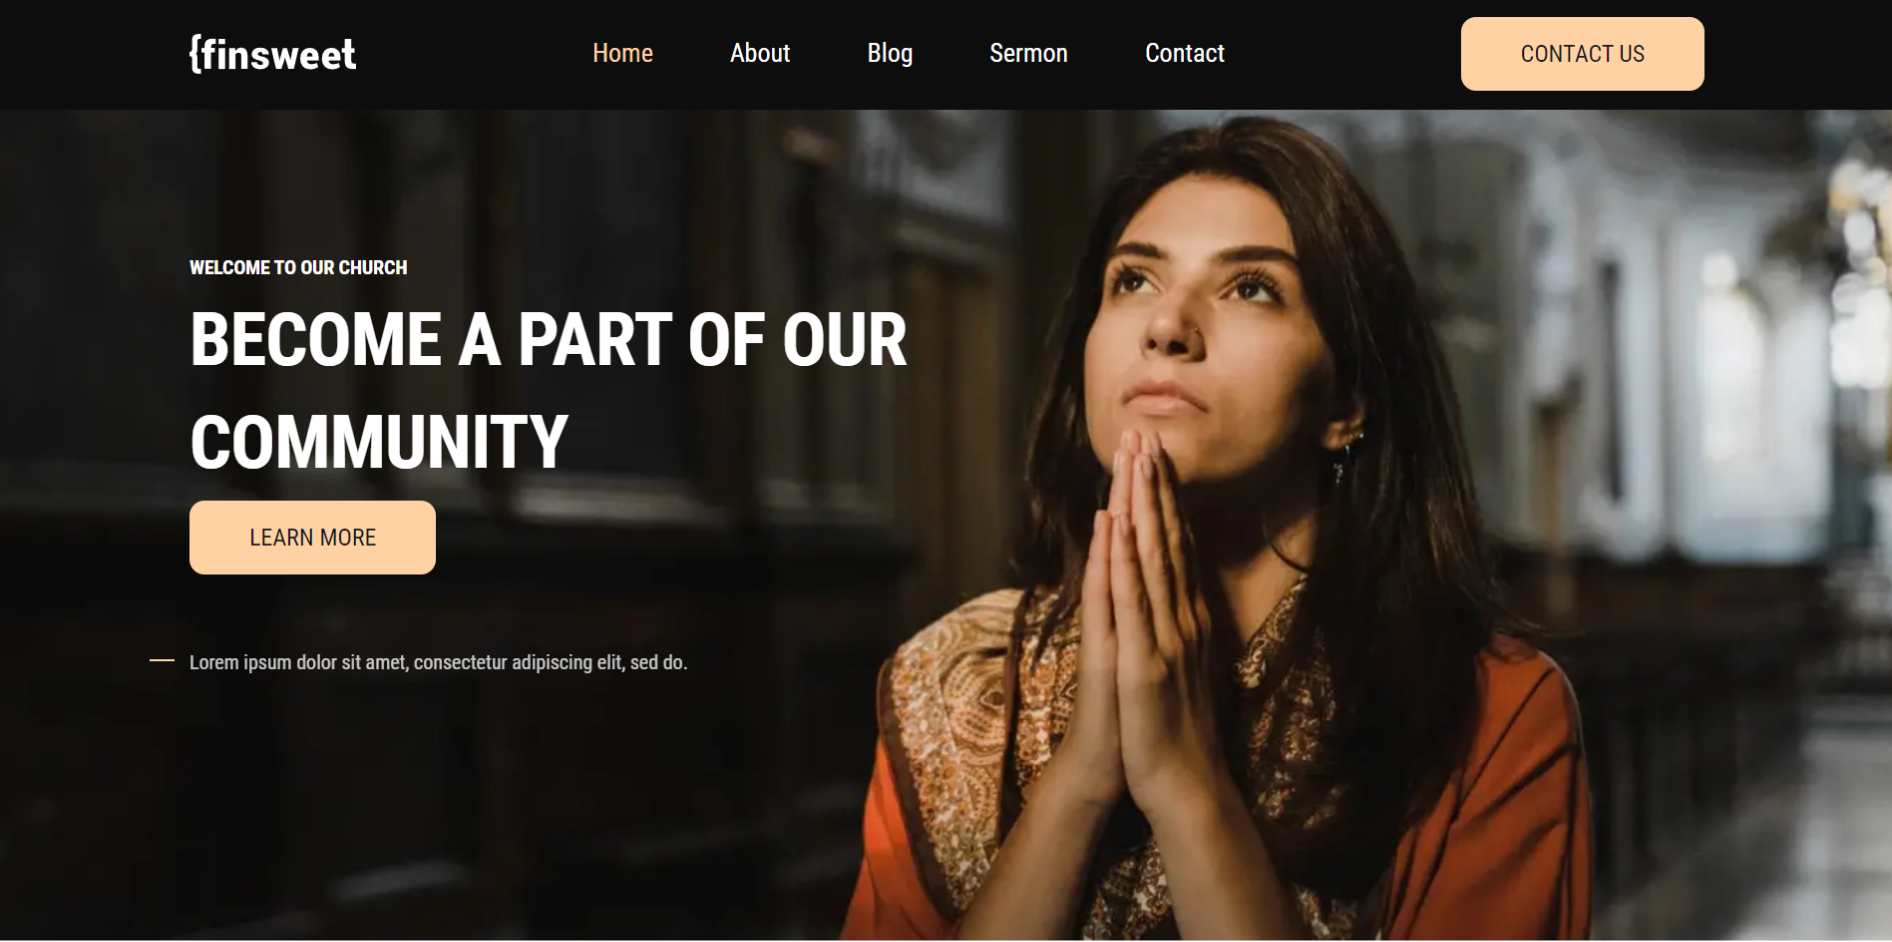 {finsweet
Home
About
Blog
Sermon
Contact
CONTACT US
WELCOME TO OUR CHURCH
BECOME A PART OF OUR
COMMUNITY
LEARN MORE
Lorem ipsum dolor sit amet, consectetur adipiscing elit, sed do.